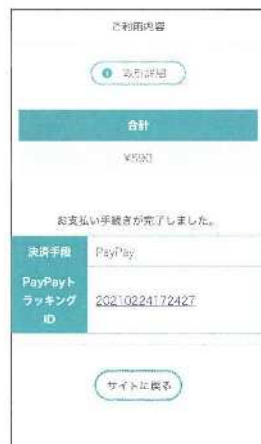 ご利用内容
取引詳細
合計
¥590
お支払い手続きが完了しました。
決済手段
PayPay
PayPayト
ラッキング
ID
20210224172427
サイトに戻る